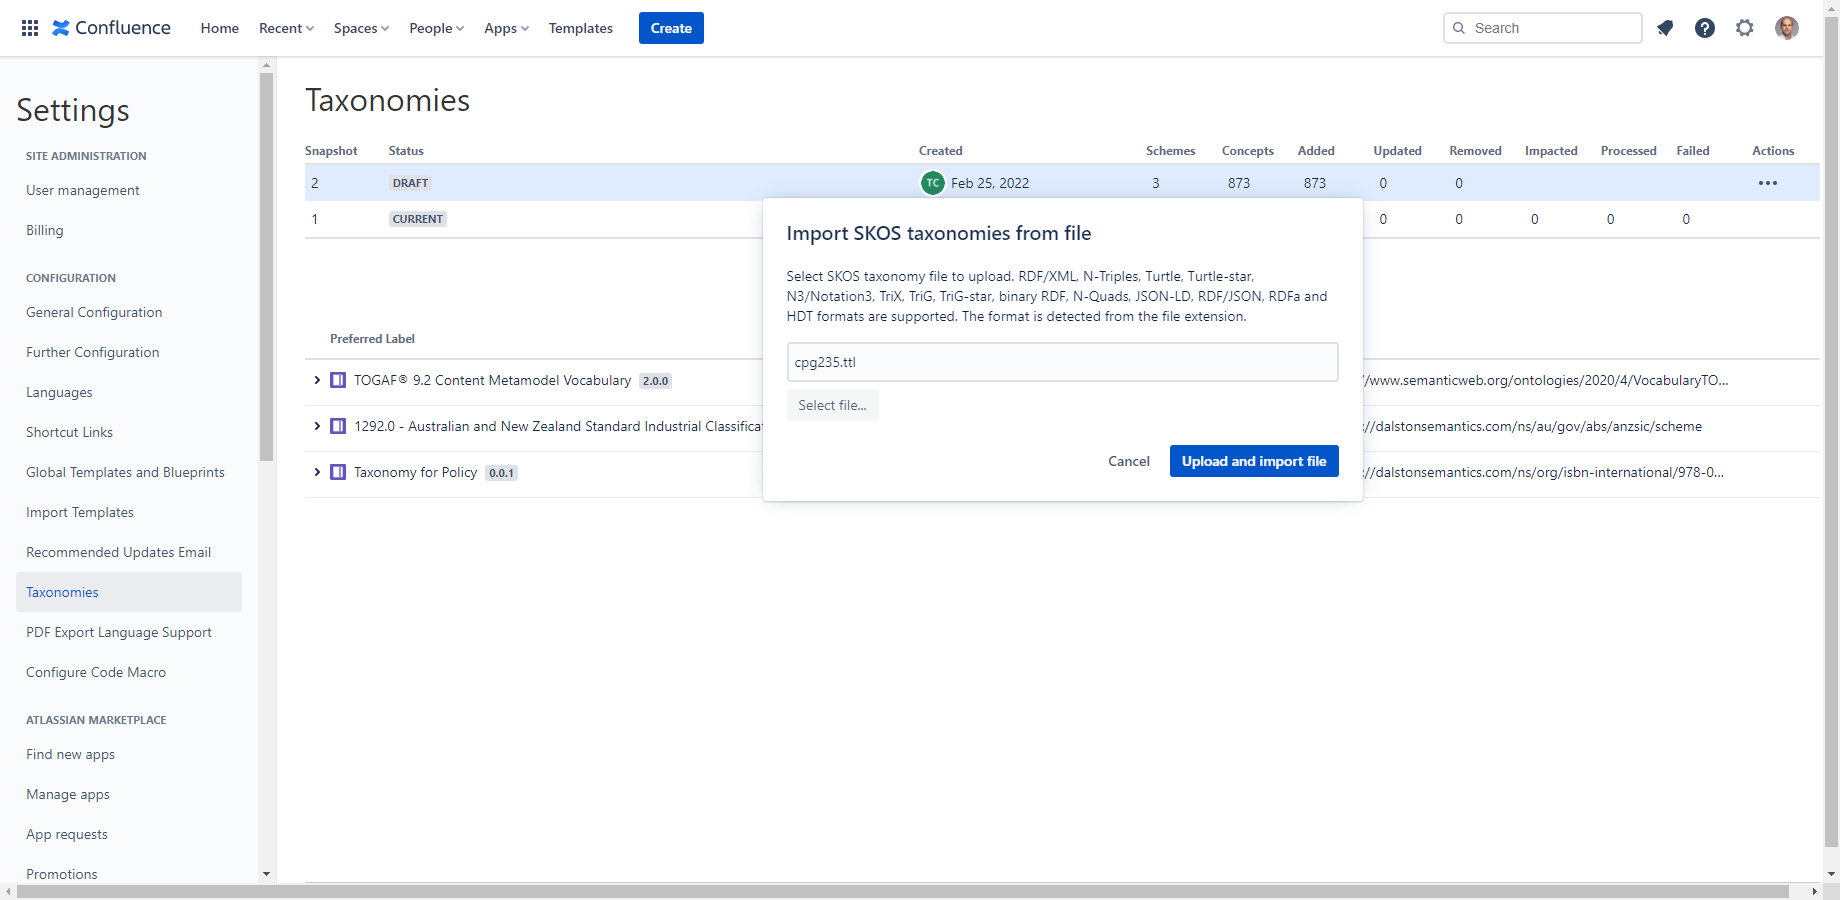 Confluence
Home
Recent
Spaces
People
Apps
Templates
Create
Search
Settings
SITE ADMINISTRATION
User management
Billing
CONFIGURATION
General Configuration
Further Configuration
Languages
Shortcut Links
Global Templates and Blueprints
Import Templates
Recommended Updates Email
Taxonomies
PDF Export Language Support
Configure Code Macro
ATLASSIAN MARKETPLACE
Find new apps
Manage apps
App requests
Promotions
Taxonomies
Snapshot Status Created Schemes Concepts Added Updated Removed Impacted Processed Failed Actions
2 DRAFT TC Feb 25, 2022 3 873 873 0 0
1 CURRENT 0 0 0 0 0
Preferred Label
TOGAF® 9.2 Content Metamodel Vocabulary 2.0.0 /www.semanticweb.org/ontologies/2020/4/VocabularyTO...
1292.0 - Australian and New Zealand Standard Industrial Classificat ://dalstonsemantics.com/ns/au/gov/abs/anzsic/scheme
Taxonomy for Policy 0.0.1 ://dalstonsemantics.com/ns/org/isbn-international/978-0...
Import SKOS taxonomies from file
Select SKOS taxonomy file to upload. RDF/XML, N-Triples, Turtle, Turtle-star,
N3/Notation3, TriX, TriG, TriG-star, binary RDF, N-Quads, JSON-LD, RDF/JSON, RDFa and
HDT formats are supported. The format is detected from the file extension.
cpg235.ttl
Select file...
Cancel
Upload and import file